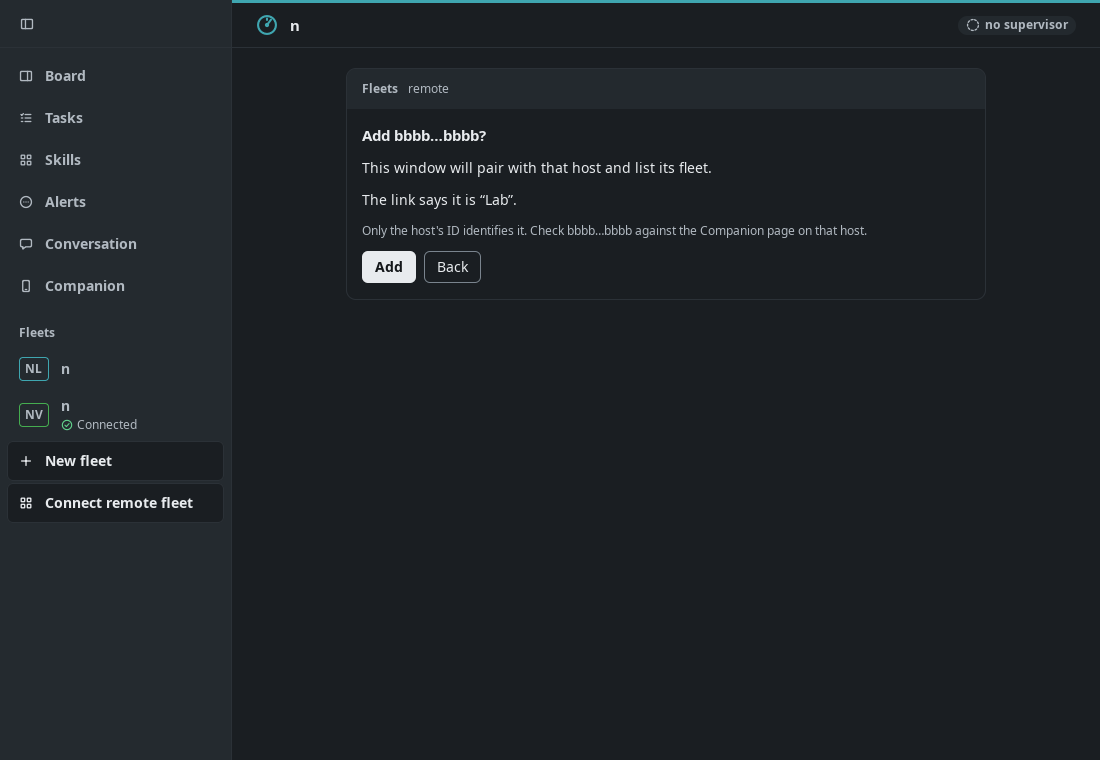 n
no supervisor
Board
Tasks
Skills
Alerts
Conversation
Companion
Fleets
NL n
NV n
Connected
New fleet
Connect remote fleet
Fleets remote
Add bbbb…bbbb?
This window will pair with that host and list its fleet.
The link says it is “Lab”.
Only the host's ID identifies it. Check bbbb…bbbb against the Companion page on that host.
Add Back